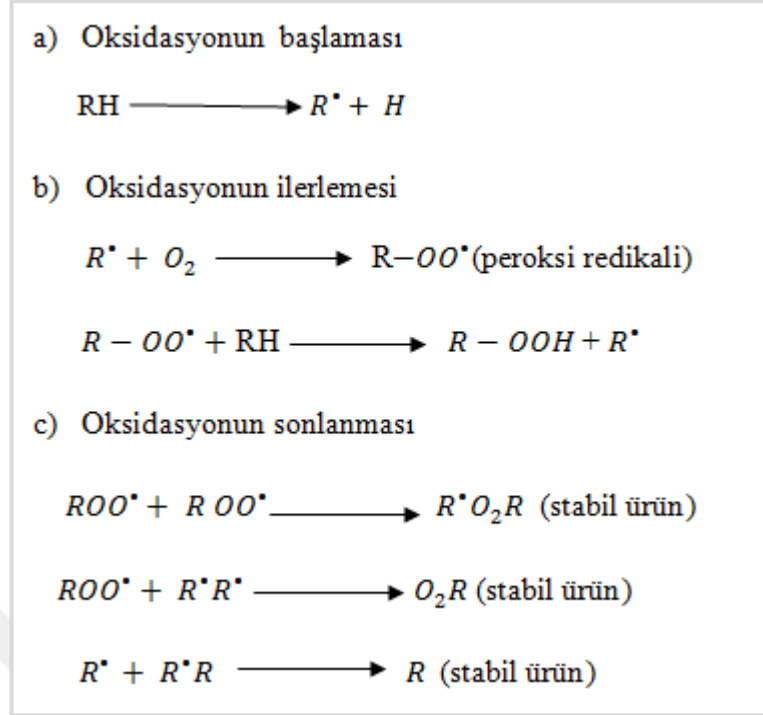 a) Oksidasyonun başlaması
RH ⟶ R• + H
b) Oksidasyonun ilerlemesi
R• + O₂ ⟶ R−OO•(peroksi redikali)
R − OO• + RH ⟶ R − OOH + R•
c) Oksidasyonun sonlanması
ROO• + R OO• ⟶ R•O₂R (stabil ürün)
ROO• + R•R• ⟶ O₂R (stabil ürün)
R• + R•R ⟶ R (stabil ürün)